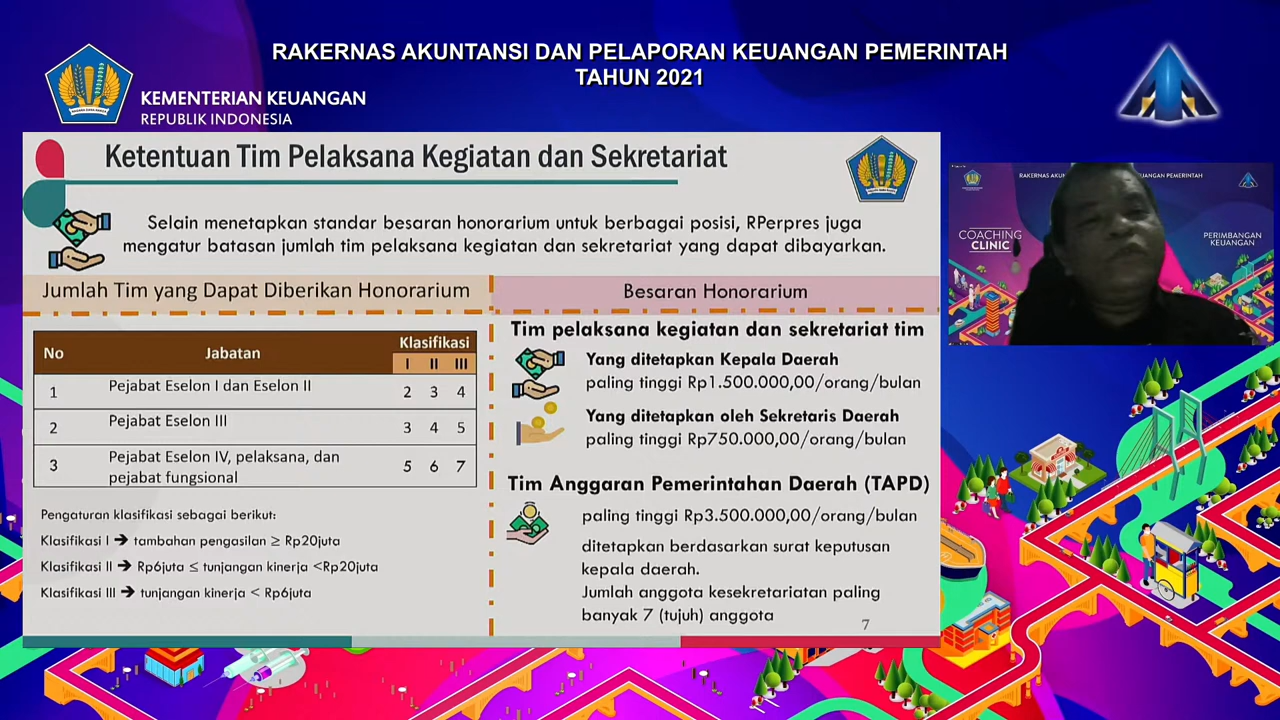 RAKERNAS AKUNTANSI DAN PELAPORAN KEUANGAN PEMERINTAH
TAHUN 2021
KEMENTERIAN KEUANGAN
REPUBLIK INDONESIA
Ketentuan Tim Pelaksana Kegiatan dan Sekretariat
Selain menetapkan standar besaran honorarium untuk berbagai posisi, RPerpres juga
mengatur batasan jumlah tim pelaksana kegiatan dan sekretariat yang dapat dibayarkan.
Jumlah Tim yang Dapat Diberikan Honorarium
No Jabatan Klasifikasi
I II III
1 Pejabat Eselon I dan Eselon II 2 3 4
2 Pejabat Eselon III 3 4 5
3 Pejabat Eselon IV, pelaksana, dan
pejabat fungsional 5 6 7
Pengaturan klasifikasi sebagai berikut:
Klasifikasi I ➔ tambahan pengasilan ≥ Rp20juta
Klasifikasi II ➔ Rp6juta ≤ tunjangan kinerja <Rp20juta
Klasifikasi III ➔ tunjangan kinerja < Rp6juta
Besaran Honorarium
Tim pelaksana kegiatan dan sekretariat tim
Yang ditetapkan Kepala Daerah
paling tinggi Rp1.500.000,00/orang/bulan
Yang ditetapkan oleh Sekretaris Daerah
paling tinggi Rp750.000,00/orang/bulan
Tim Anggaran Pemerintahan Daerah (TAPD)
paling tinggi Rp3.500.000,00/orang/bulan
ditetapkan berdasarkan surat keputusan
kepala daerah.
Jumlah anggota kesekretariatan paling
banyak 7 (tujuh) anggota
7
RAKERNAS KEUANGAN PEMERINTAH
COACHING
CLINIC
PERIMBANGAN
KEUANGAN